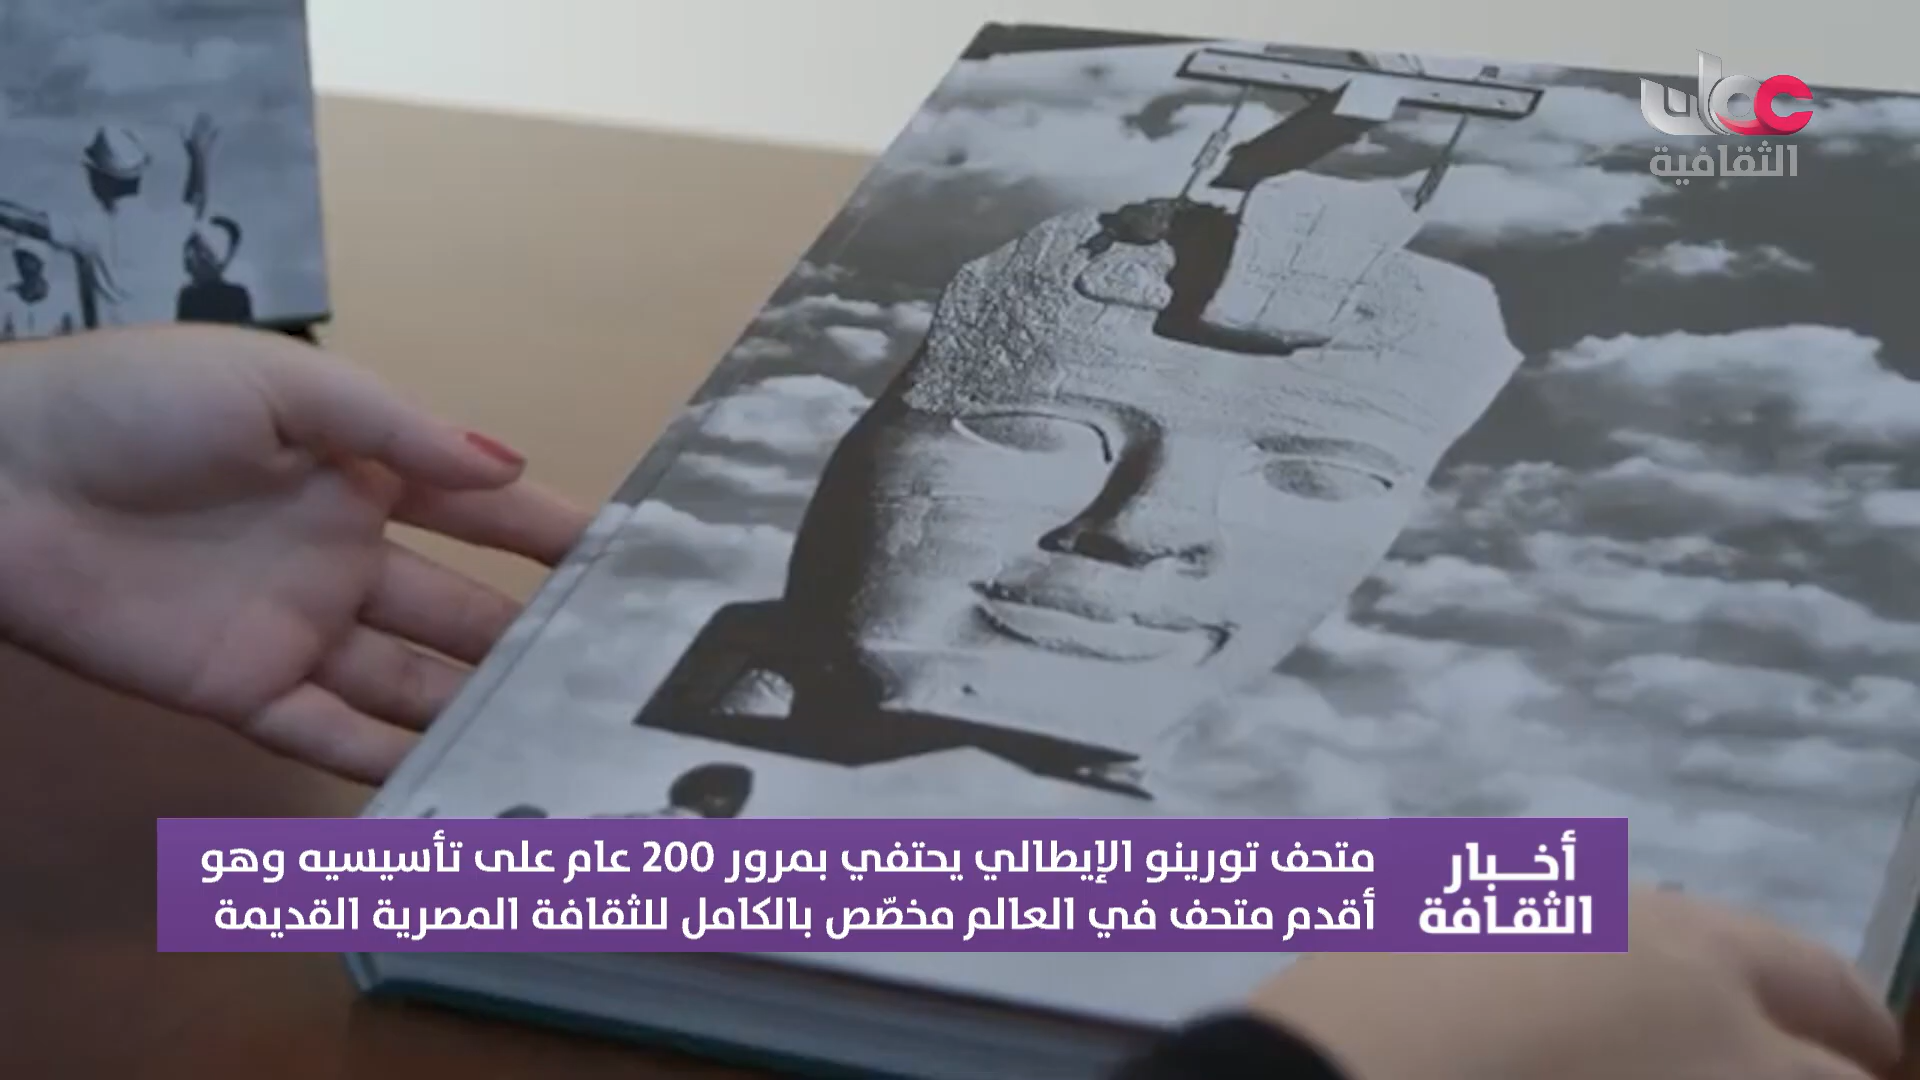 عمان
الثقافية
أخبار
الثقافة
متحف تورينو الإيطالي يحتفي بمرور 200 عام على تأسيسيه وهو
أقدم متحف في العالم مخصّص بالكامل للثقافة المصرية القديمة